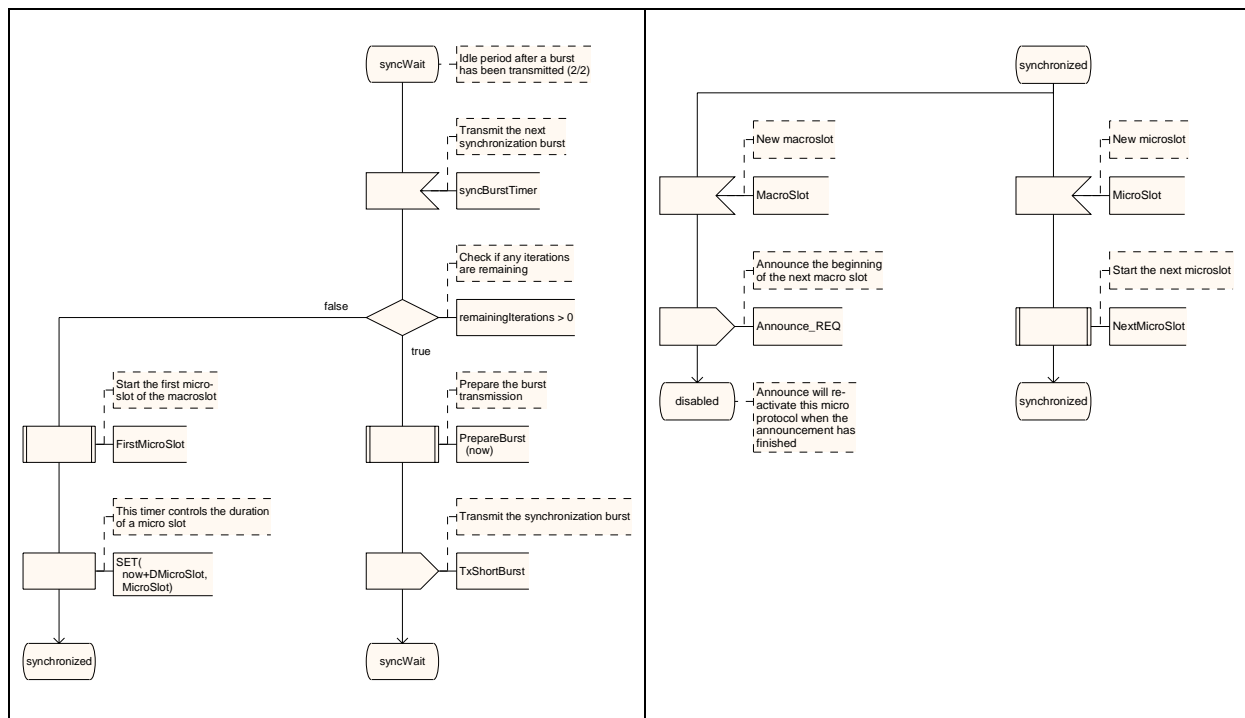 syncWait
Idle period after a burst
has been transmitted (2/2)
Transmit the next
synchronization burst
syncBurstTimer
Check if any iterations
are remaining
false
remainingIterations > 0
true
Start the first micro-
slot of the macroslot
Prepare the burst
transmission
FirstMicroSlot
PrepareBurst
(now)
This timer controls the duration
of a micro slot
Transmit the synchronization burst
SET(
now+DMicroSlot,
MicroSlot)
TxShortBurst
synchronized
syncWait
synchronized
New macroslot
New microslot
MacroSlot
MicroSlot
Announce the beginning
of the next macro slot
Start the next microslot
Announce_REQ
NextMicroSlot
disabled
Announce will re-
activate this micro
protocol when the
announcement has
finished
synchronized